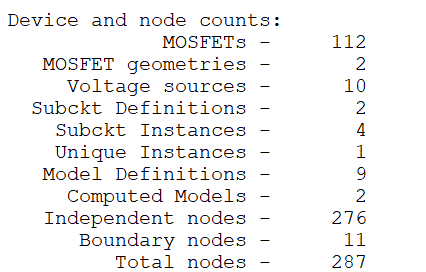 Device and node counts:
MOSFETs - 112
MOSFET geometries - 2
Voltage sources - 10
Subckt Definitions - 2
Subckt Instances - 4
Unique Instances - 1
Model Definitions - 9
Computed Models - 2
Independent nodes - 276
Boundary nodes - 11
Total nodes - 287